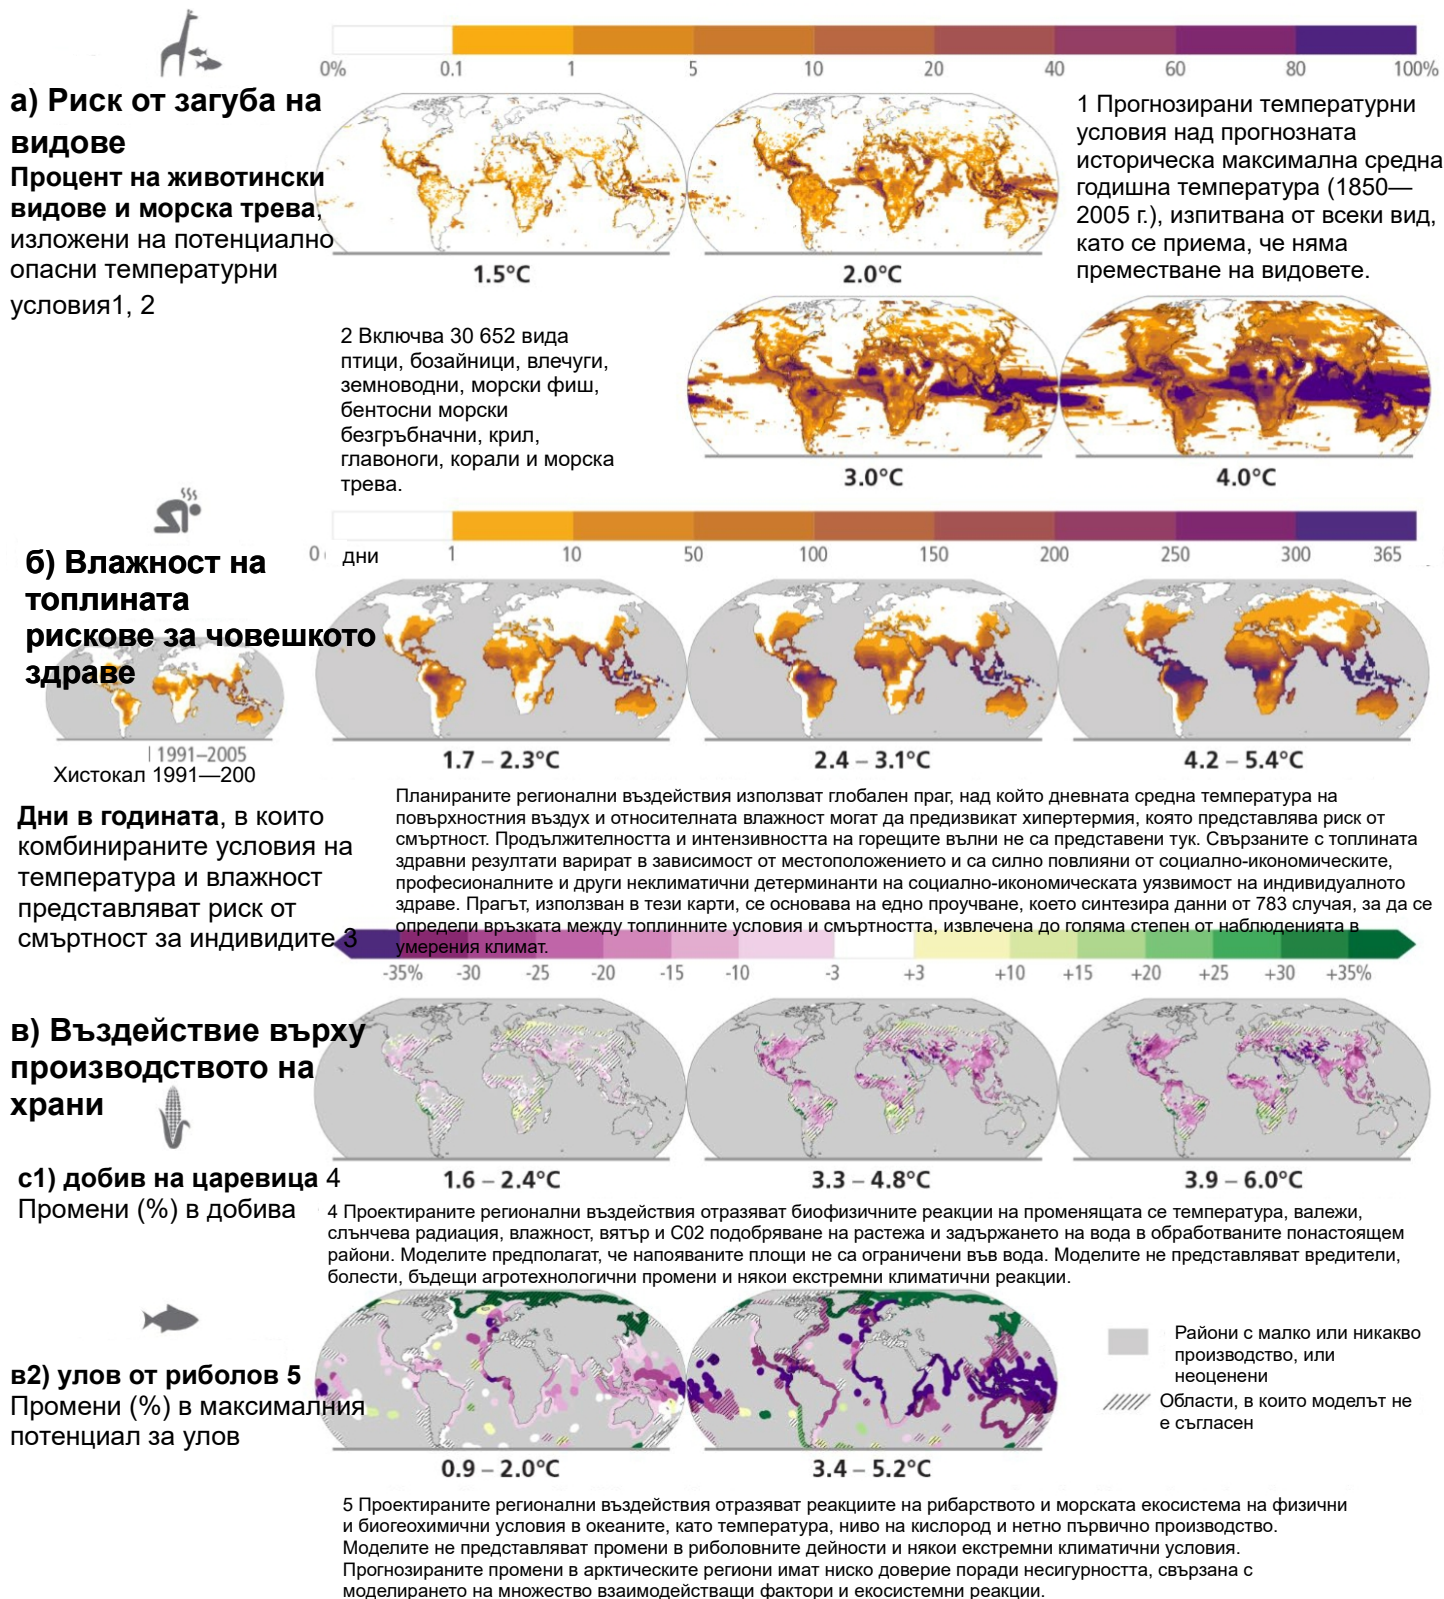 0%
0.1
1
5
10
20
40
60
80
100%
а) Риск от загуба на
видове
Процент на животински
видове и морска трева,
изложени на потенциално
опасни температурни
условия1, 2
1.5°C
2.0°C
1 Прогнозирани температурни
условия над прогнозната
историческа максимална средна
годишна температура (1850—
2005 г.), изпитвана от всеки вид,
като се приема, че няма
преместване на видовете.
2 Включва 30 652 вида
птици, бозайници, влечуги,
земноводни, морски фиш,
бентосни морски
безгръбначни, крил,
главоноги, корали и морска
трева.
3.0°C
4.0°C
0
дни
1
10
50
100
150
200
250
300
365
б) Влажност на
топлината
рискове за човешкото
здраве
1991–2005
Хистокал 1991—200
1.7 – 2.3°C
2.4 – 3.1°C
4.2 – 5.4°C
Дни в годината, в които
комбинираните условия на
температура и влажност
представляват риск от
смъртност за индивидите 3
Планираните регионални въздействия използват глобален праг, над който дневната средна температура на
повърхностния въздух и относителната влажност могат да предизвикат хипертермия, която представлява риск от
смъртност. Продължителността и интензивността на горещите вълни не са представени тук. Свързаните с топлината
здравни резултати варират в зависимост от местоположението и са силно повлияни от социално-икономическите,
професионалните и други неклиматични детерминанти на социално-икономическата уязвимост на индивидуалното
здраве. Прагът, използван в тези карти, се основава на едно проучване, което синтезира данни от 783 случая, за да се
определи връзката между топлинните условия и смъртността, извлечена до голяма степен от наблюденията в
умерения климат.
-35%
-30
-25
-20
-15
-10
-3
+3
+10
+15
+20
+25
+30
+35%
в) Въздействие върху
производството на
храни
с1) добив на царевица 4
Промени (%) в добива
1.6 – 2.4°C
3.3 – 4.8°C
3.9 – 6.0°C
4 Проектираните регионални въздействия отразяват биофизичните реакции на променящата се температура, валежи,
слънчева радиация, влажност, вятър и C02 подобряване на растежа и задържането на вода в обработваните понастоящем
райони. Моделите предполагат, че напояваните площи не са ограничени във вода. Моделите не представляват вредители,
болести, бъдещи агротехнологични промени и някои екстремни климатични реакции.
в2) улов от риболов 5
Промени (%) в максималния
потенциал за улов
0.9 – 2.0°C
3.4 – 5.2°C
Райони с малко или никакво
производство, или
неоценени
Области, в които моделът не
е съгласен
5 Проектираните регионални въздействия отразяват реакциите на рибарството и морската екосистема на физични
и биогеохимични условия в океаните, като температура, ниво на кислород и нетно първично производство.
Моделите не представляват промени в риболовните дейности и някои екстремни климатични условия.
Прогнозираните промени в арктическите региони имат ниско доверие поради несигурността, свързана с
моделирането на множество взаимодействащи фактори и екосистемни реакции.